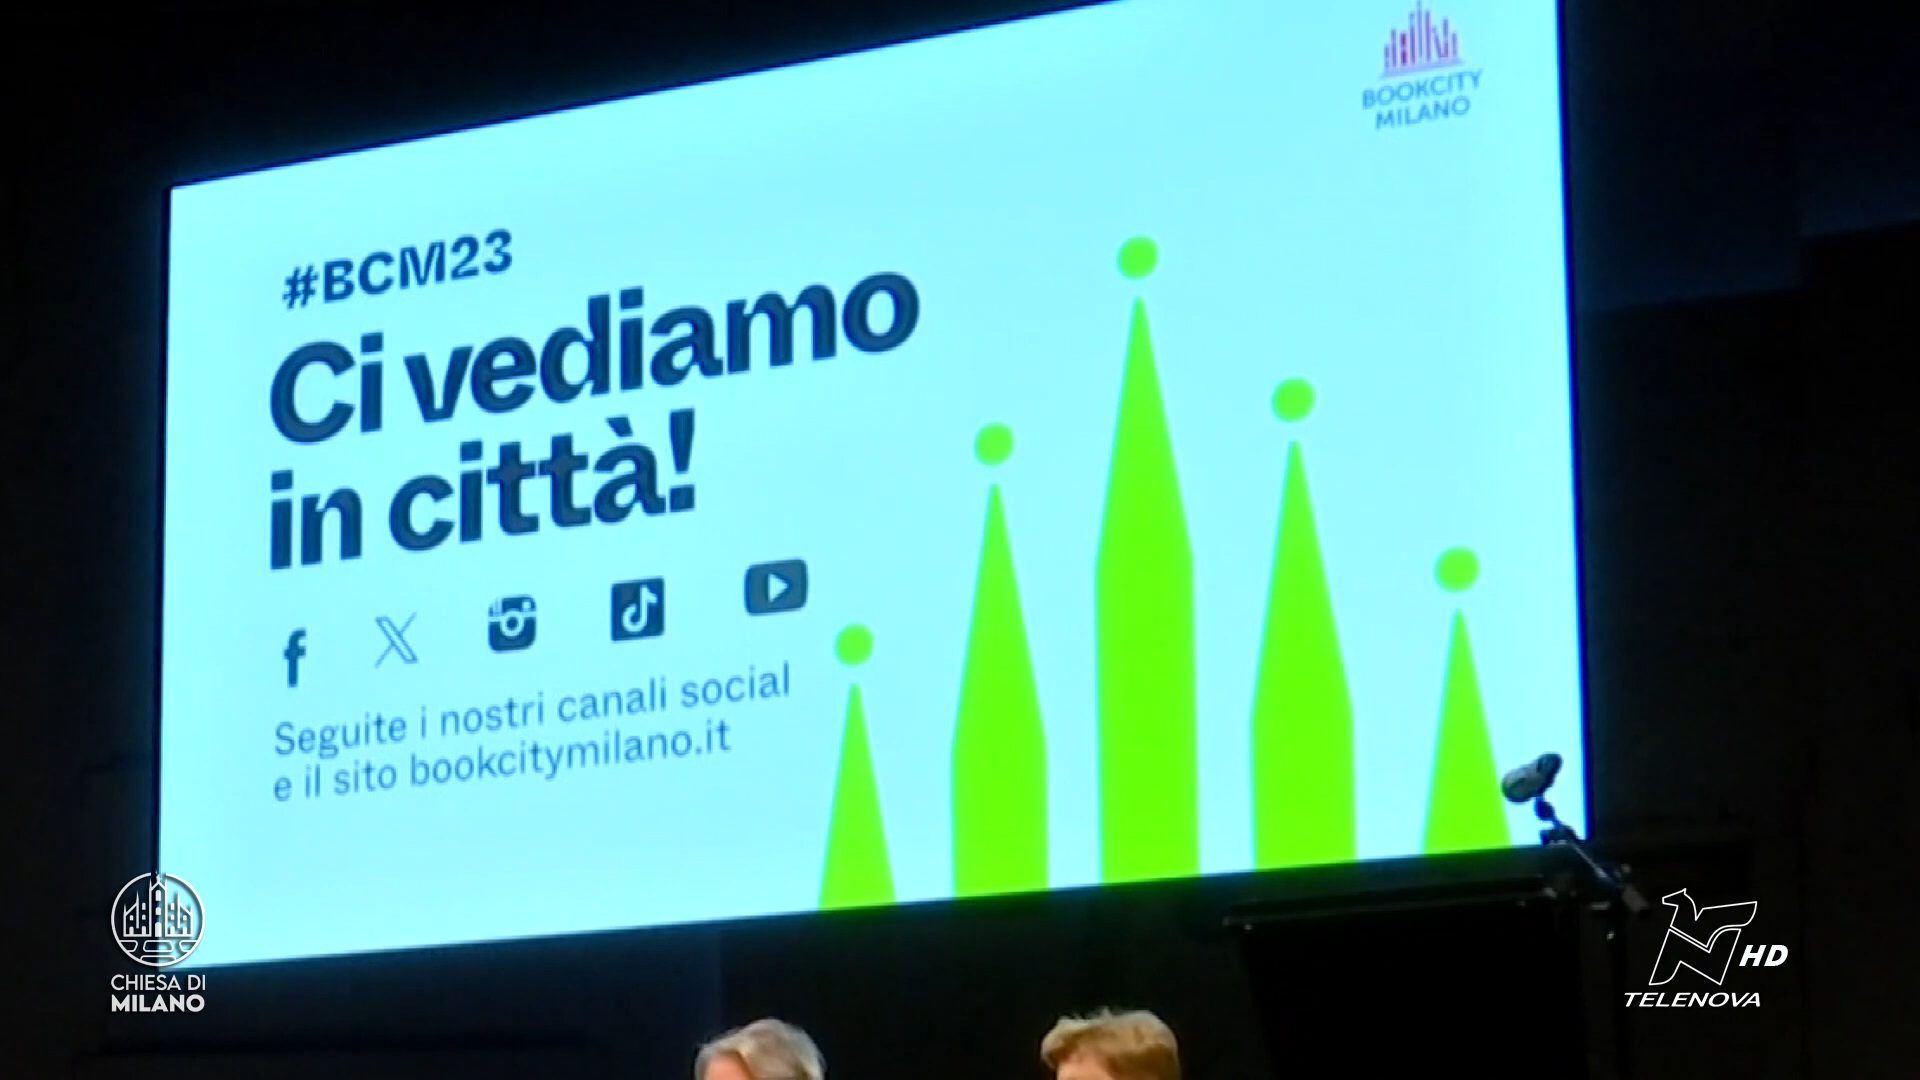 BOOKCITY
MILANO
#BCM23
Ci vediamo
in città!
Seguite i nostri canali social
e il sito bookcitymilano.it
CHIESA DI
MILANO
HD
TELENOVA